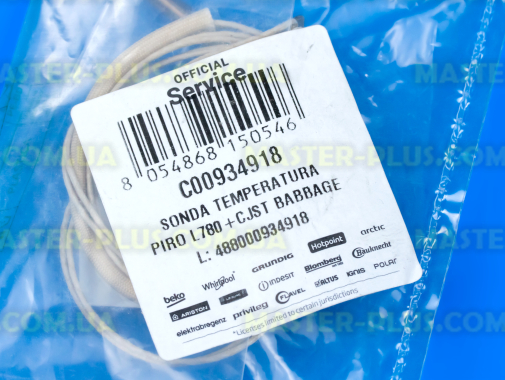 OFFICIAL
Service
8 054868 150546
C00934918
SONDA TEMPERATURA
PIRO L780 +CJST BABBAGE
L: 488000934918
beko Whirlpool GRUNDIG Hotpoint arctic
ARISTON INDESIT Blomberg Bauknecht
elektrabregenz privileg FLAVEL ALTUS IGNIS POLAR
*Licenses limited to certain jurisdictions
MASTER-PLUS.COM.UA